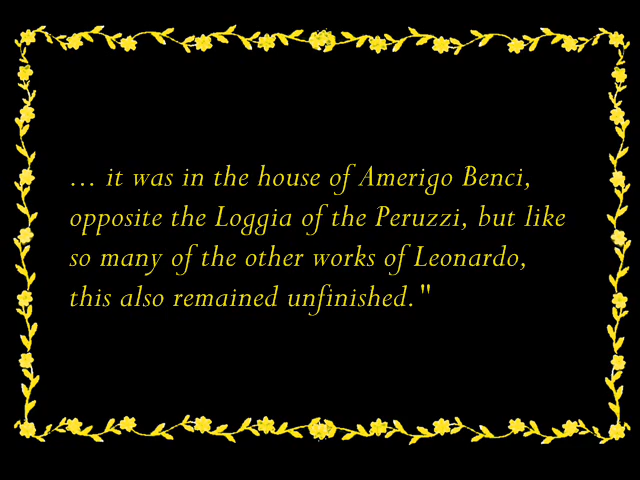 ... it was in the house of Amerigo Benci,
opposite the Loggia of the Peruzzi, but like
so many of the other works of Leonardo,
this also remained unfinished."